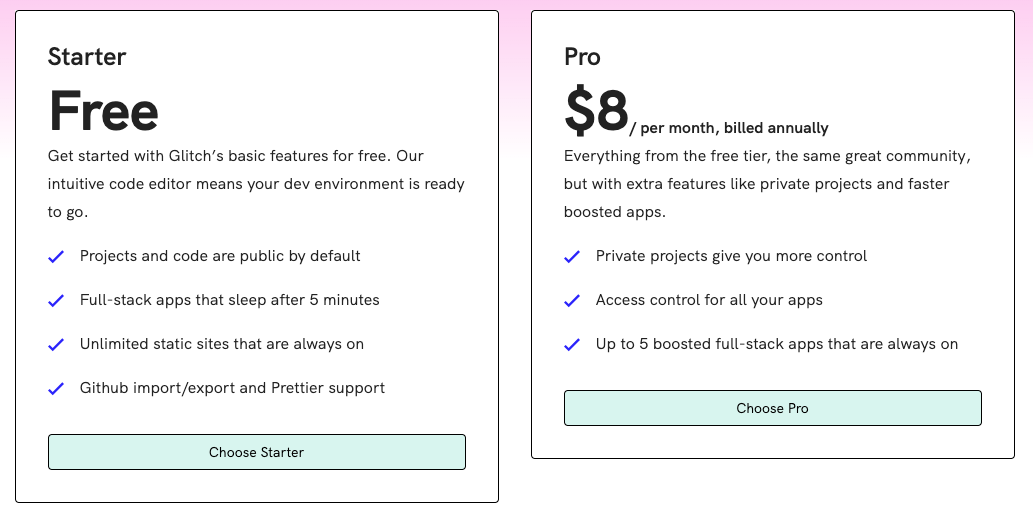 Starter
Free
Get started with Glitch’s basic features for free. Our
intuitive code editor means your dev environment is ready
to go.
Projects and code are public by default
Full-stack apps that sleep after 5 minutes
Unlimited static sites that are always on
Github import/export and Prettier support
Choose Starter
Pro
$8/ per month, billed annually
Everything from the free tier, the same great community,
but with extra features like private projects and faster
boosted apps.
Private projects give you more control
Access control for all your apps
Up to 5 boosted full-stack apps that are always on
Choose Pro